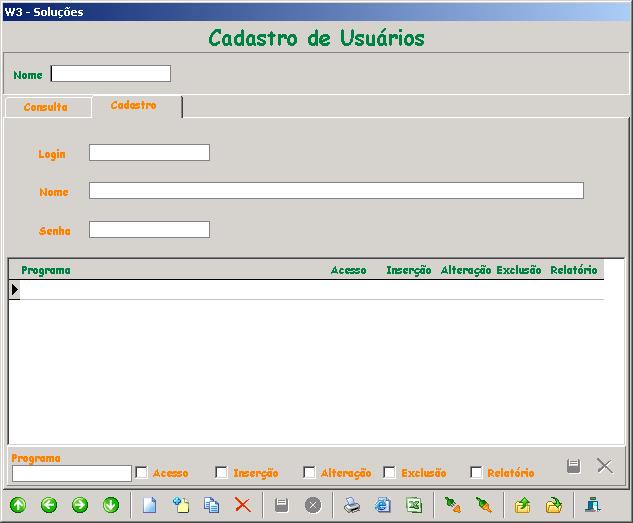 W3 - Soluções
Cadastro de Usuários
Nome
Consulta Cadastro
Login
Nome
Senha
Programa Acesso Inserção Alteração Exclusão Relatório
Programa
Acesso Inserção Alteração Exclusão Relatório